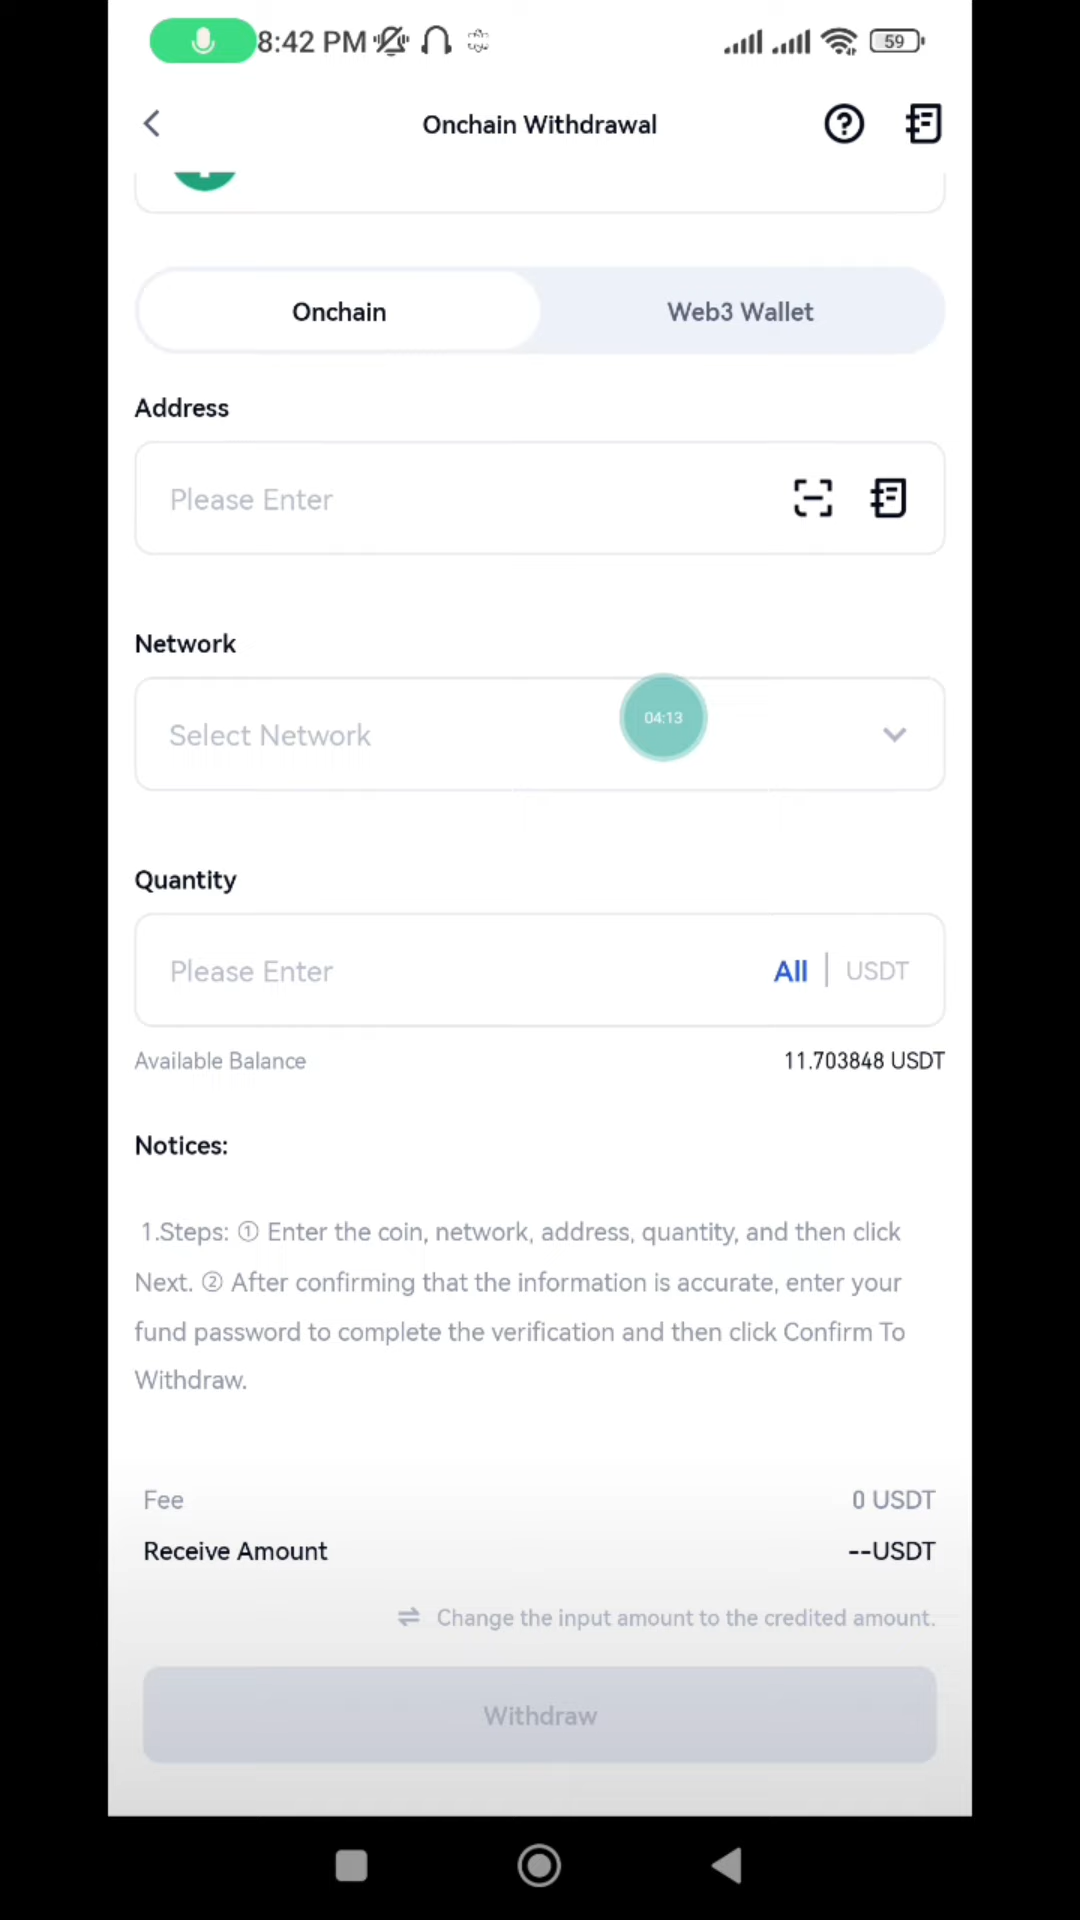 8:42 PM
59
Onchain Withdrawal
Onchain
Web3 Wallet
Address
Please Enter
Network
Select Network
04:13
Quantity
Please Enter
All | USDT
Available Balance
11.703848 USDT
Notices:
1.Steps: ① Enter the coin, network, address, quantity, and then click
Next. ② After confirming that the information is accurate, enter your
fund password to complete the verification and then click Confirm To
Withdraw.
Fee
0 USDT
Receive Amount
--USDT
⇌ Change the input amount to the credited amount.
Withdraw